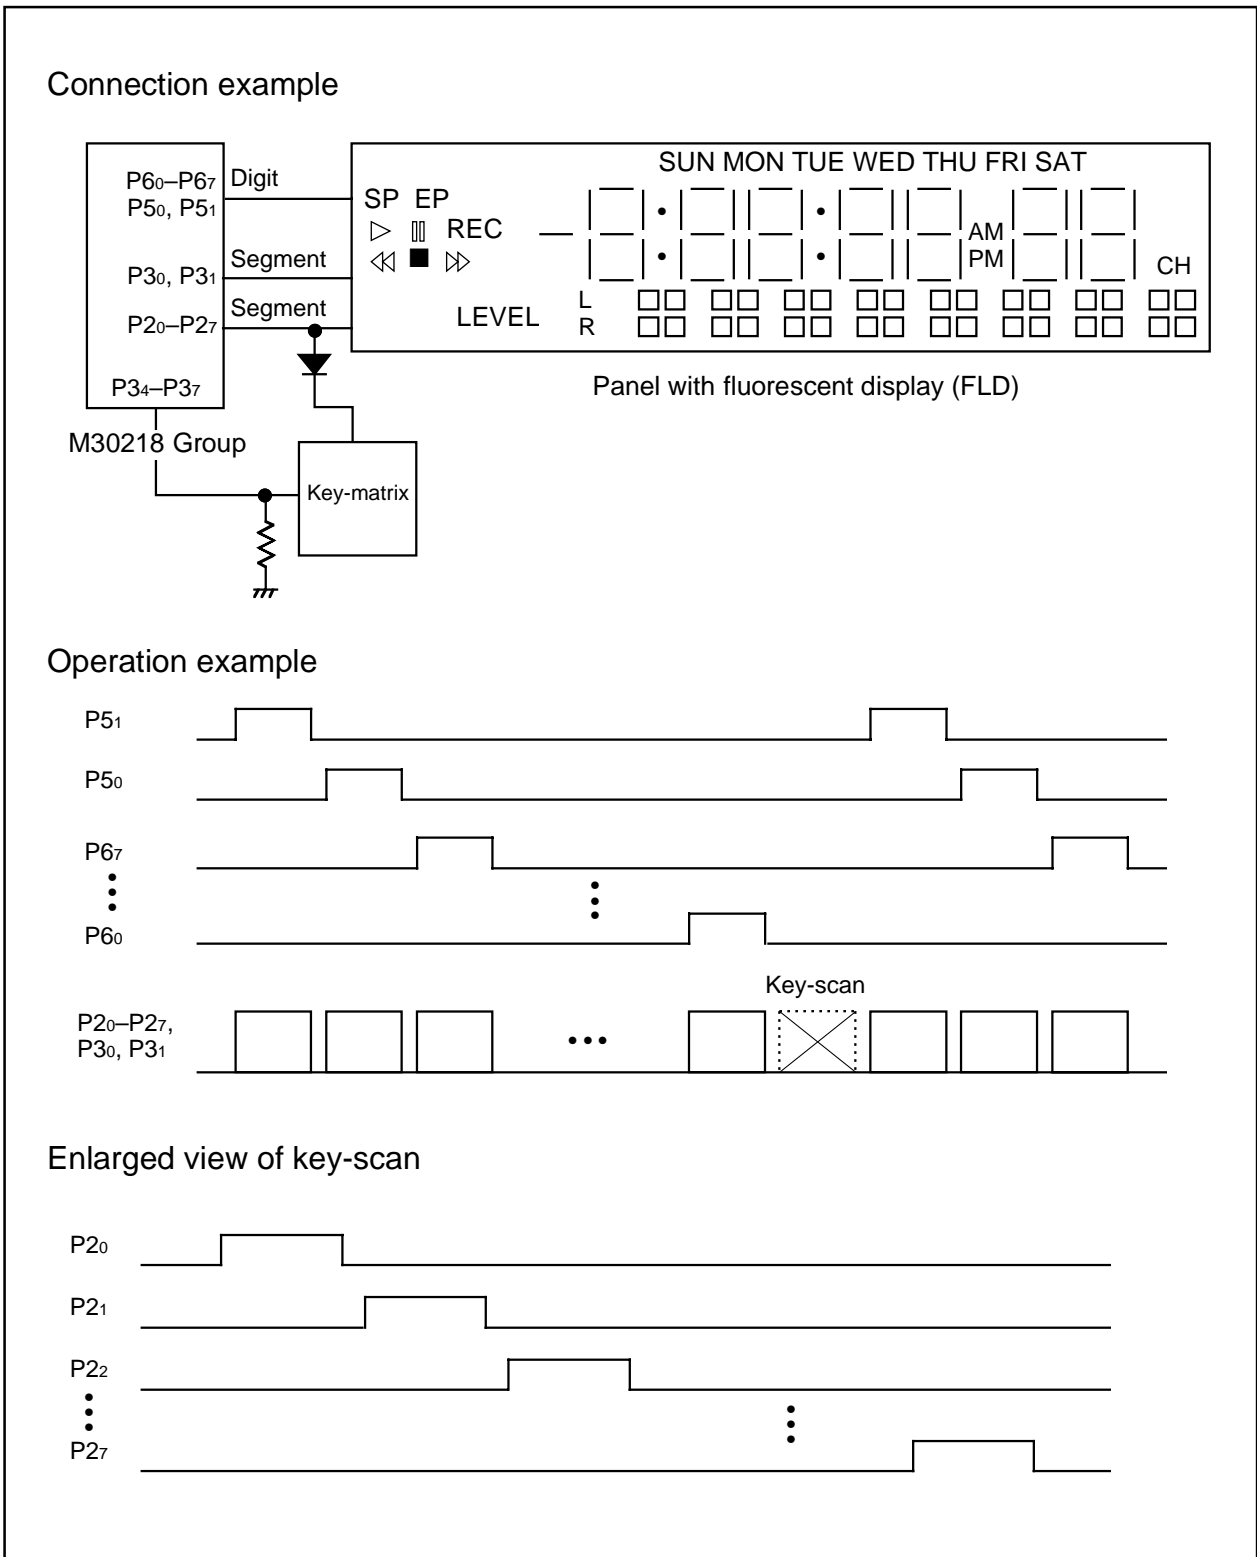 Connection example
P60–P67
P50, P51
Digit
P30, P31
Segment
P20–P27
Segment
P34–P37
M30218 Group
Key-matrix
SUN MON TUE WED THU FRI SAT
SP EP
REC
AM
PM
CH
LEVEL
L
R
Panel with fluorescent display (FLD)
Operation example
P51
P50
P67
P60
Key-scan
P20–P27,
P30, P31
Enlarged view of key-scan
P20
P21
P22
P27